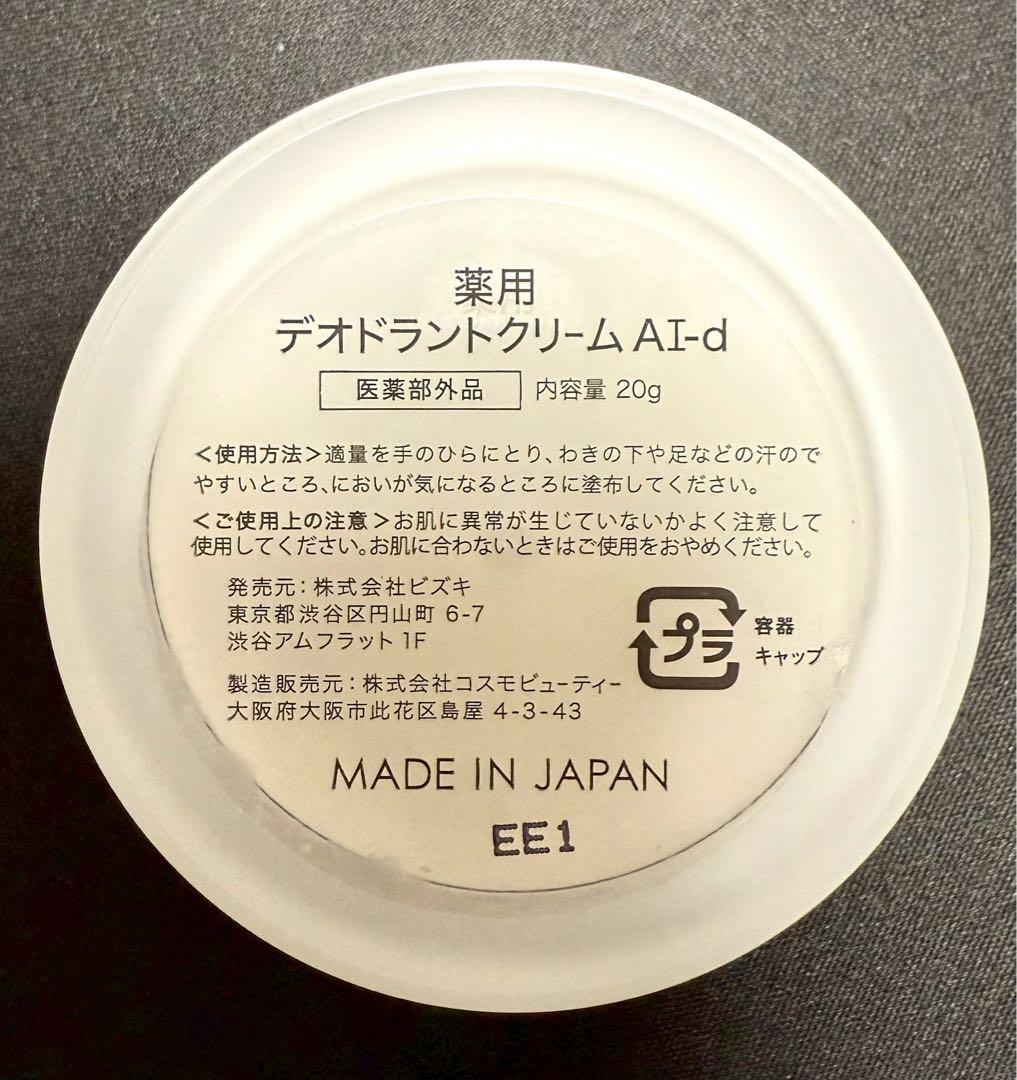 薬用
デオドラントクリームAI-d
医薬部外品 内容量 20g
＜使用方法＞適量を手のひらにとり、わきの下や足などの汗ので
やすいところ、においが気になるところに塗布してください。
＜ご使用上の注意＞お肌に異常が生じていないかよく注意して
使用してください。お肌に合わないときはご使用をおやめください。
発売元：株式会社ビズキ
東京都渋谷区円山町 6-7
渋谷アムフラット 1F
プラ
容器
キャップ
製造販売元：株式会社コスモビューティー
大阪府大阪市此花区島屋 4-3-43
MADE IN JAPAN
EE1